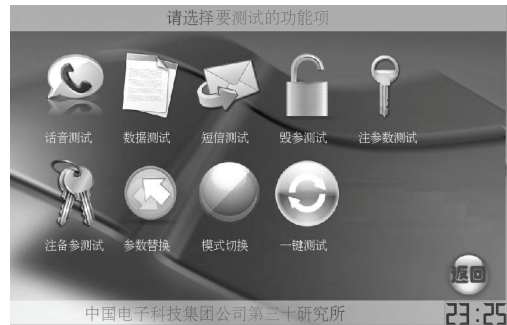 请选择要测试的功能项
话音测试 数据测试 短信测试 毁参测试 注参数测试
注备参测试 参数替换 模式切换 一键测试
返回
中国电子科技集团公司第三十研究所 23:25